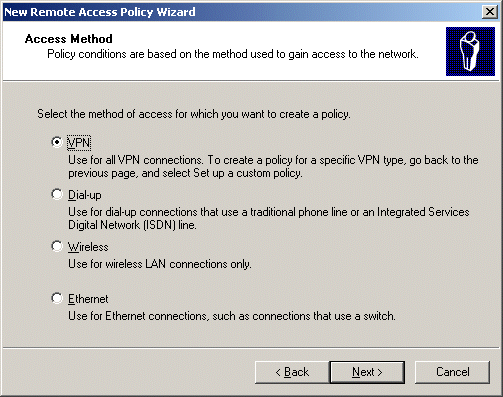 New Remote Access Policy Wizard
Access Method
Policy conditions are based on the method used to gain access to the network.
Select the method of access for which you want to create a policy.
VPN
Use for all VPN connections. To create a policy for a specific VPN type, go back to the
previous page, and select Set up a custom policy.
Dial-up
Use for dial-up connections that use a traditional phone line or an Integrated Services
Digital Network (ISDN) line.
Wireless
Use for wireless LAN connections only.
Ethernet
Use for Ethernet connections, such as connections that use a switch.
< Back Next > Cancel